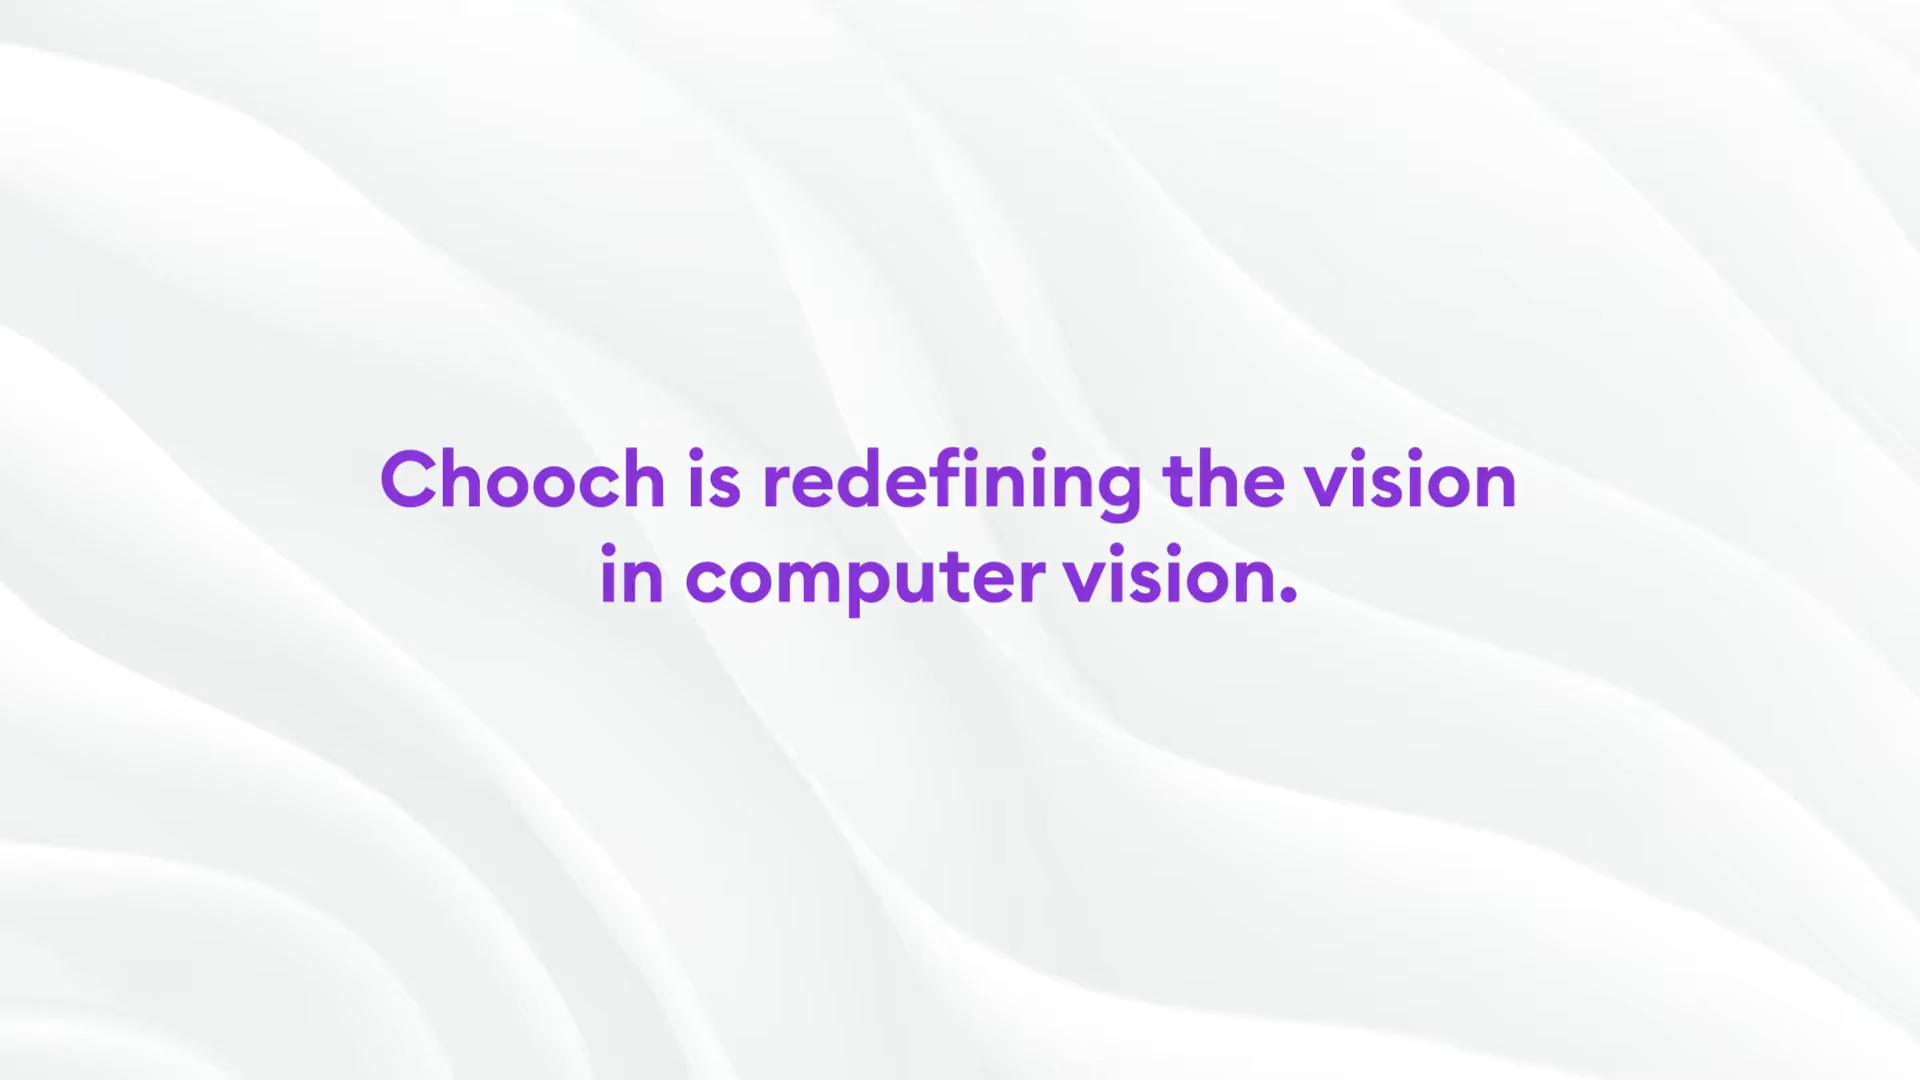 Chooch is redefining the vision
in computer vision.